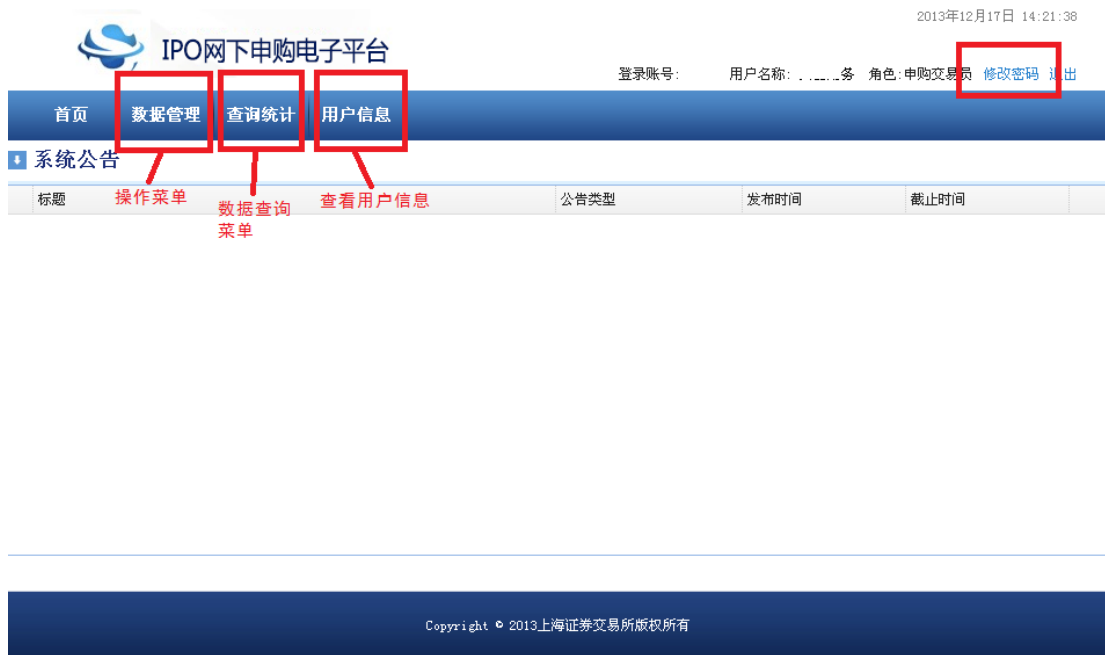 2013年12月17日 14:21:38
IPO网下申购电子平台
登录账号: 用户名称: 务 角色:申购交易员 修改密码 退出
首页 数据管理 查询统计 用户信息
系统公告
标题 公告类型 发布时间 截止时间
操作菜单 数据查询菜单 查看用户信息
Copyright © 2013上海证券交易所版权所有